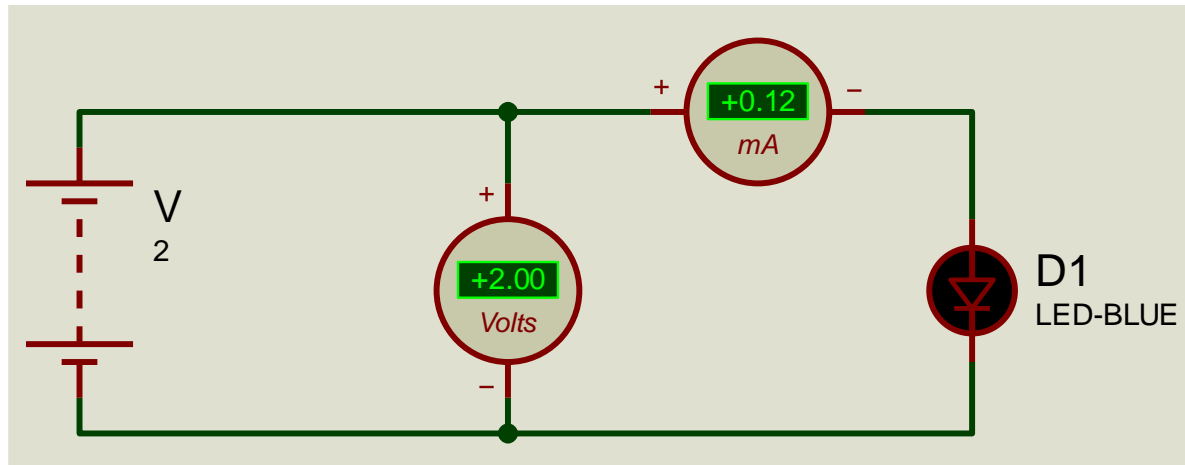 +
+0.12
−
mA
V
2
+
+2.00
Volts
−
D1
LED-BLUE